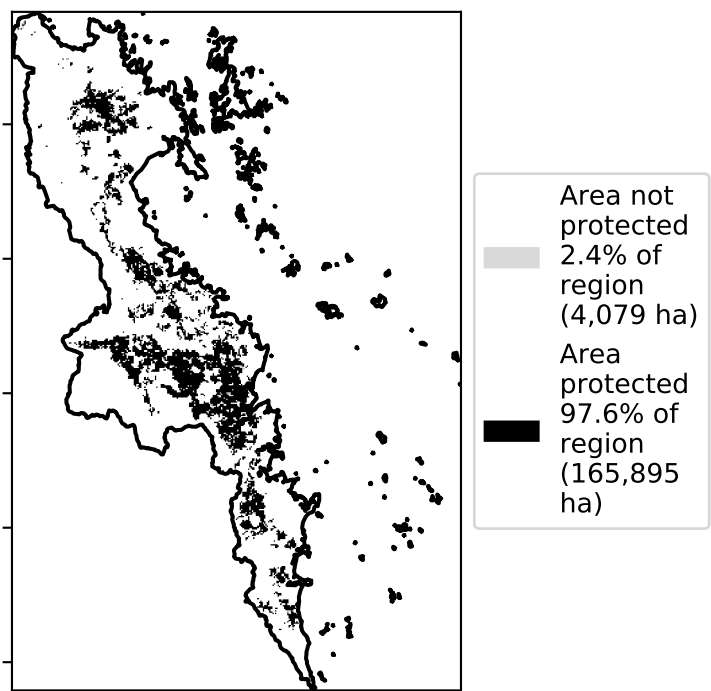 Area not
protected
2.4% of
region
(4,079 ha)
Area
protected
97.6% of
region
(165,895
ha)